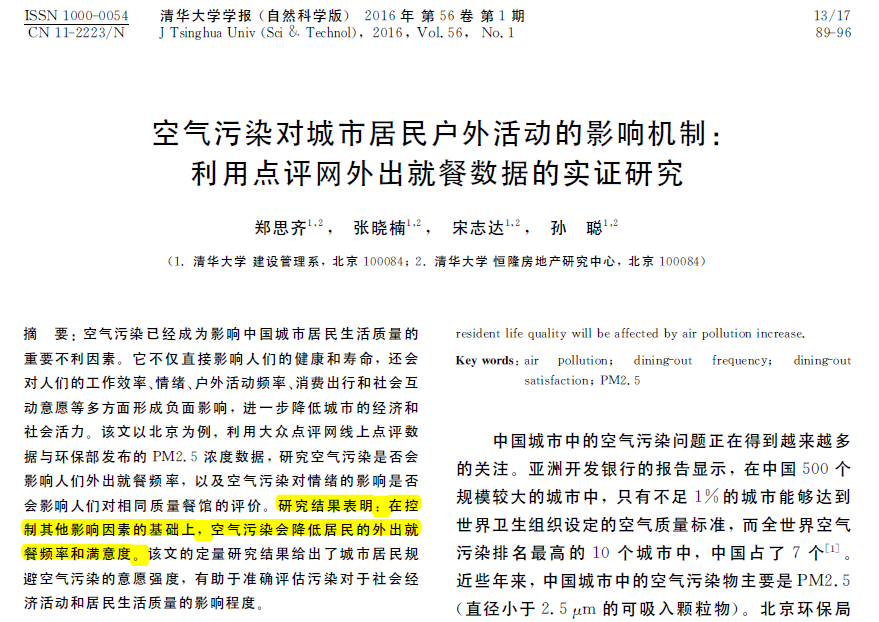 ISSN 1000-0054
CN 11-2223/N
清华大学学报（自然科学版） 2016 年 第 56 卷 第 1 期
J Tsinghua Univ (Sci & Technol), 2016, Vol. 56, No. 1
13/17
89-96
空气污染对城市居民户外活动的影响机制：
利用点评网外出就餐数据的实证研究
郑思齐1,2， 张晓楠1,2， 宋志达1,2， 孙 聪1,2
（1. 清华大学 建设管理系，北京 100084；2. 清华大学 恒隆房地产研究中心，北京 100084）
摘 要：空气污染已经成为影响中国城市居民生活质量的
重要不利因素。它不仅直接影响人们的健康和寿命，还会
对人们的工作效率、情绪、户外活动频率、消费出行和社会互
动意愿等多方面形成负面影响，进一步降低城市的经济和
社会活力。该文以北京为例，利用大众点评网线上点评数
据与环保部发布的 PM2.5 浓度数据，研究空气污染是否会
影响人们外出就餐频率，以及空气污染对情绪的影响是否
会影响人们对相同质量餐馆的评价。研究结果表明：在控
制其他影响因素的基础上，空气污染会降低居民的外出就
餐频率和满意度。该文的定量研究结果给出了城市居民规
避空气污染的意愿强度，有助于准确评估污染对于社会经
济活动和居民生活质量的影响程度。
resident life quality will be affected by air pollution increase.
Key words: air pollution; dining-out frequency; dining-out
satisfaction; PM2.5
中国城市中的空气污染问题正在得到越来越多
的关注。亚洲开发银行的报告显示，在中国 500 个
规模较大的城市中，只有不足 1%的城市能够达到
世界卫生组织设定的空气质量标准，而全世界空气
污染排名最高的 10 个城市中，中国占了 7 个[1]。
近些年来，中国城市中的空气污染物主要是 PM2.5
（直径小于 2.5 μm 的可吸入颗粒物）。北京环保局